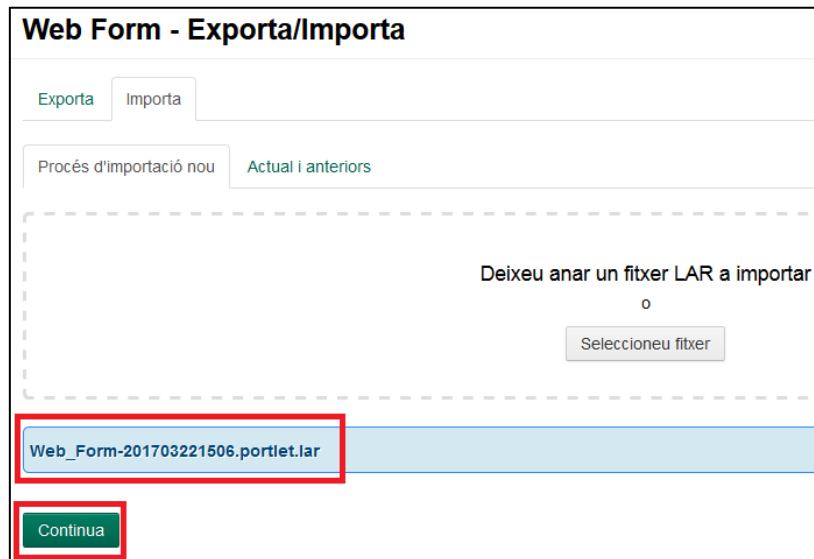 Web Form - Exporta/Importa
Exporta Importa
Procés d'importació nou Actual i anteriors
Deixeu anar un fitxer LAR a importar
o
Seleccioneu fitxer
Web_Form-201703221506.portlet.lar
Continua